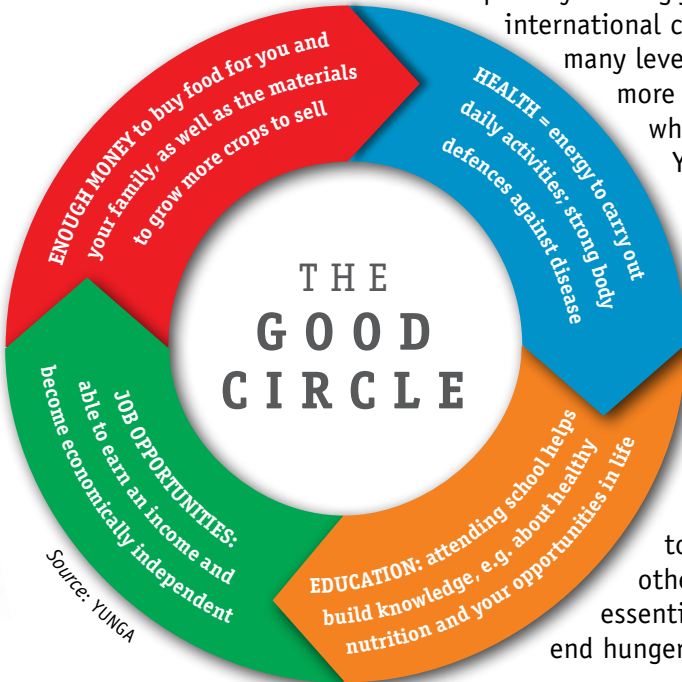 international c
many leve
more
wh
Y
ENOUGH MONEY to buy food for you and
your family, as well as the materials
to grow more crops to sell
HEALTH = energy to carry out
daily activities; strong body
defences against disease
THE
GOOD
CIRCLE
EDUCATION: attending school helps
build knowledge, e.g. about healthy
nutrition and your opportunities in life
JOB OPPORTUNITIES:
able to earn an income and
become economically independent
Source: YUNGA
to
othe
essenti
end hunger